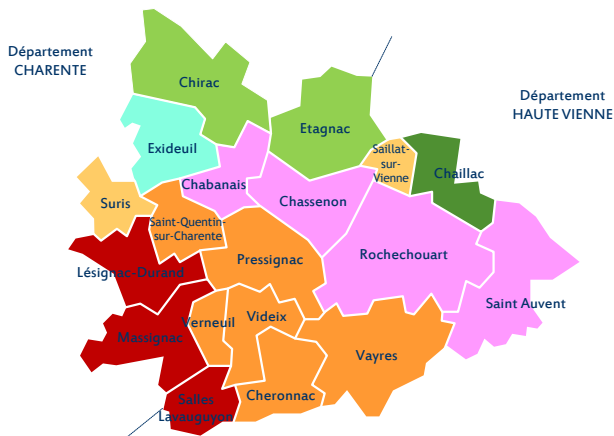 Département
CHARENTE
Chirac
Département
HAUTE VIENNE
Etagnac
Exideuil
Saillat-
sur-
Vienne
Chaillac
Chabanais
Chassenon
Suris
Saint-Quentin-
sur-Charente
Rochechouart
Pressignac
Lésignac-Durand
Saint Auvent
Verneuil
Videix
Massignac
Vayres
Cheronnac
Salles
Lavauguyon